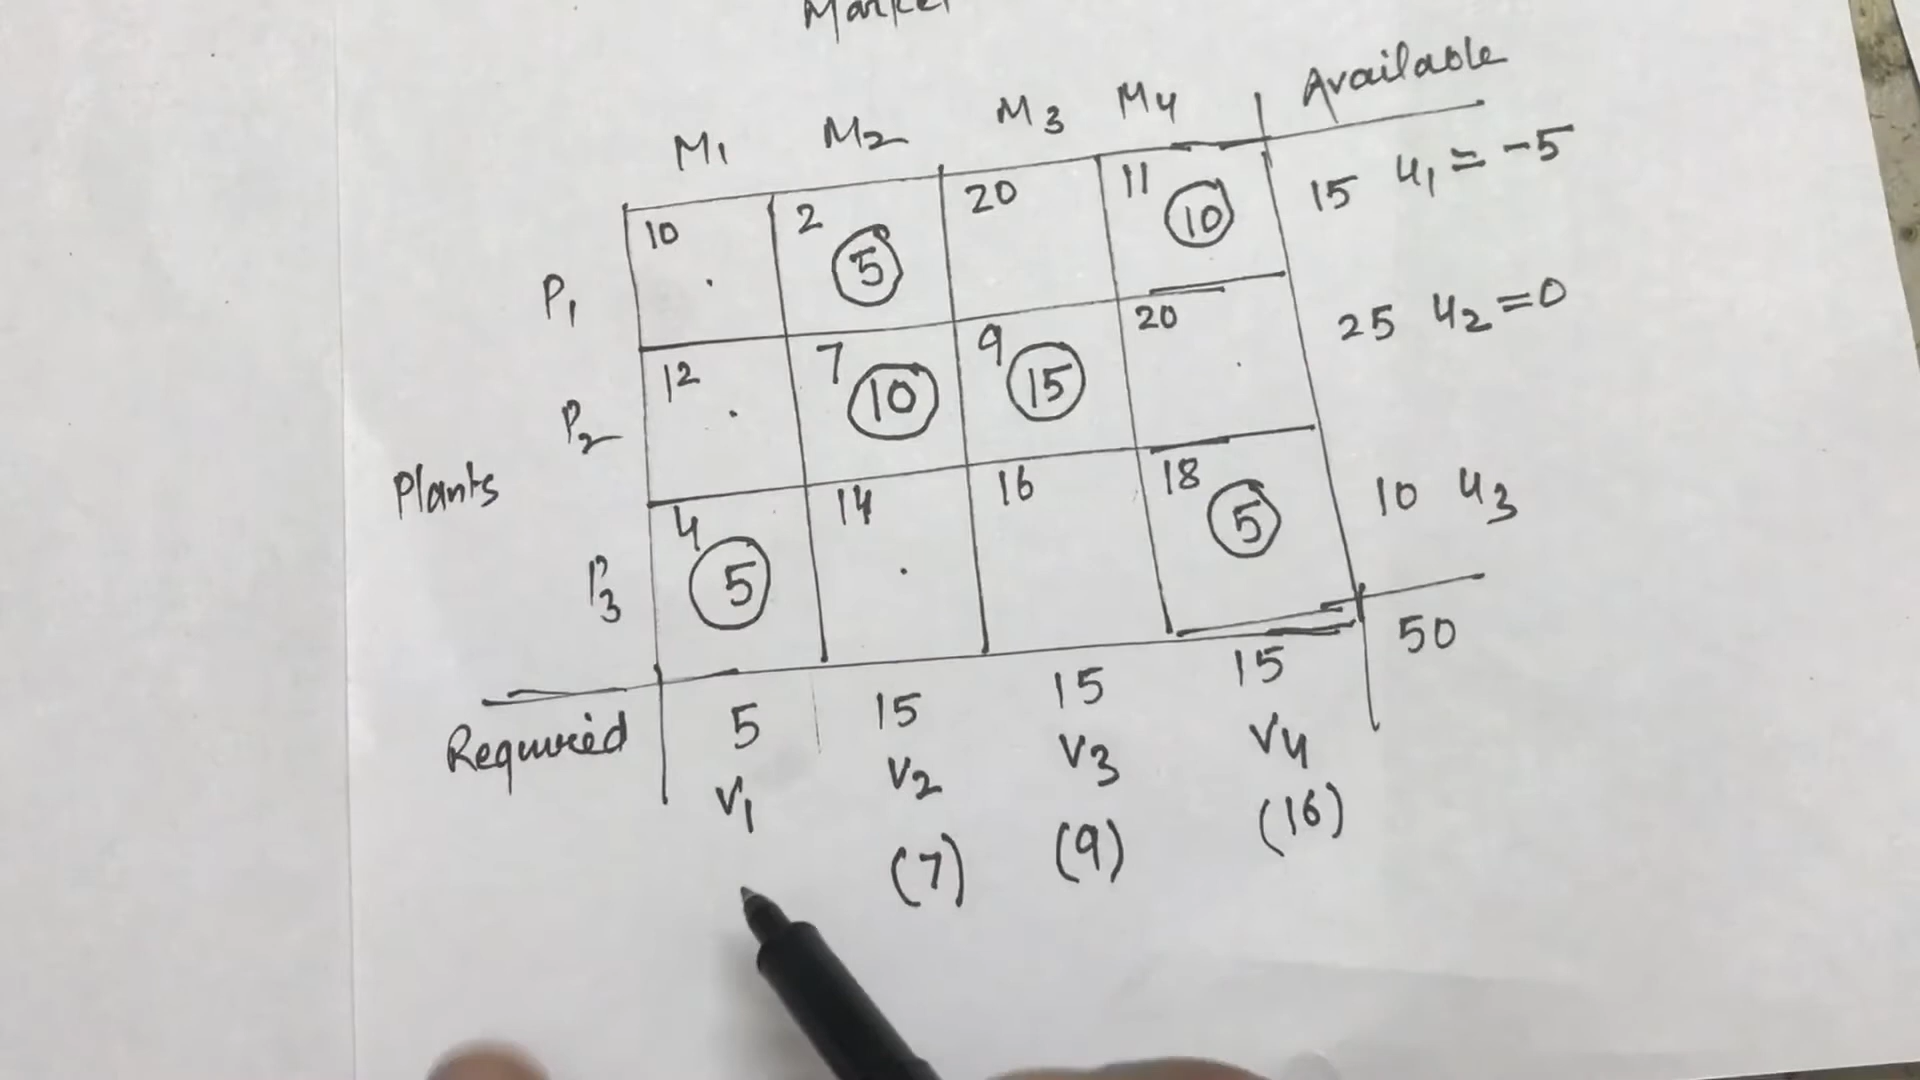 Market
M1 M2 M3 M4 Available
10 2 5 20 11 10 15 u1 = -5
P1
12 7 10 9 15 20 25 u2 = 0
P2
Plants
4 5 14 16 18 5 10 u3
P3
50
Required 5 15 15 15
v1 v2 v3 v4
(7) (9) (16)